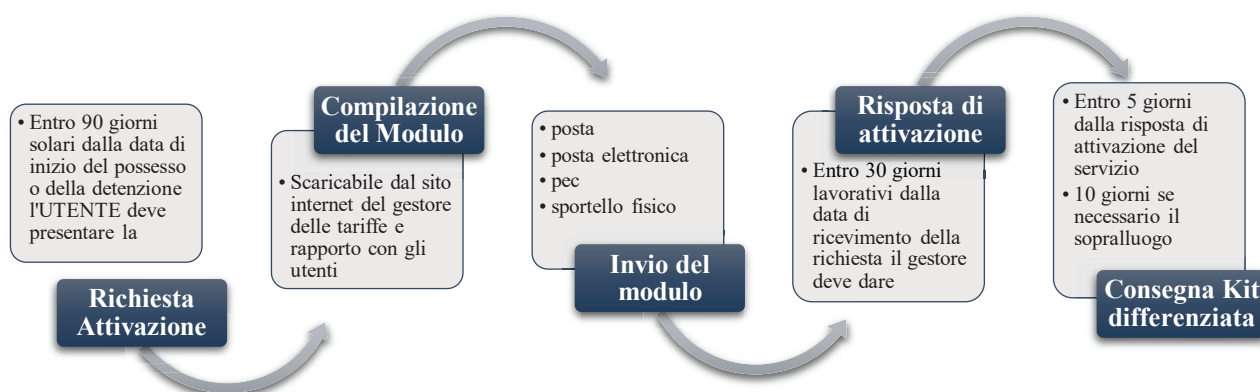 • Entro 90 giorni
solari dalla data di
inizio del possesso
o della detenzione
l'UTENTE deve
presentare la
Richiesta
Attivazione
Compilazione
del Modulo
• Scaricabile dal sito
internet del gestore
delle tariffe e
rapporto con gli
utenti
• posta
• posta elettronica
• pec
• sportello fisico
Invio del
modulo
Risposta di
attivazione
• Entro 30 giorni
lavorativi dalla
data di
ricevimento della
richiesta il gestore
deve dare
• Entro 5 giorni
dalla risposta di
attivazione del
servizio
• 10 giorni se
necessario il
sopralluogo
Consegna Kit
differenziata